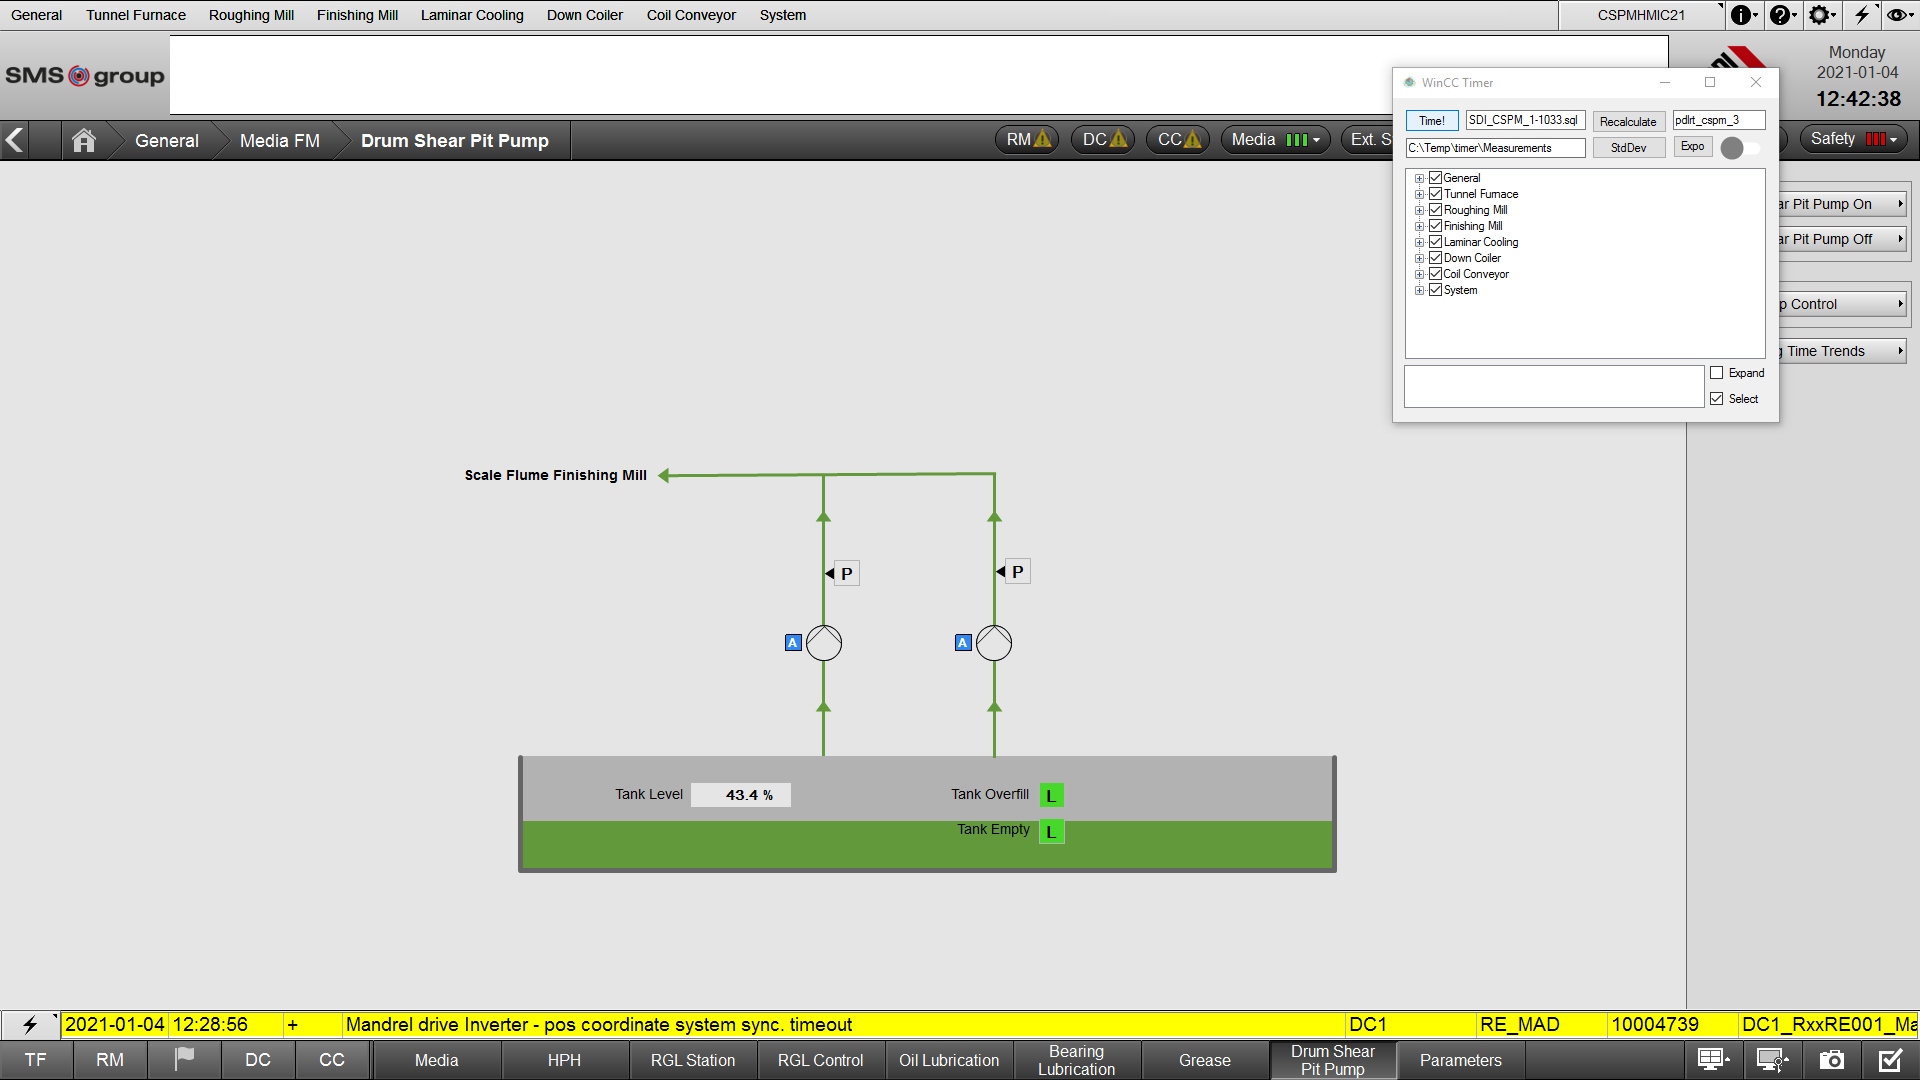 General Tunnel Furnace Roughing Mill Finishing Mill Laminar Cooling Down Coiler Coil Conveyor System CSPMHMIC21
SMS group
Monday
2021-01-04
12:42:38
General Media FM Drum Shear Pit Pump RM DC CC Media Ext. S Safety
WinCC Timer
Time! SDI_CSPM_1-1033.sql Recalculate pdlrt_cspm_3
C:\Temp\timer\Measurements StdDev Expo
General
Tunnel Furnace
Roughing Mill
Finishing Mill
Laminar Cooling
Down Coiler
Coil Conveyor
System
Expand
Select
ar Pit Pump On
ar Pit Pump Off
p Control
g Time Trends
Scale Flume Finishing Mill
P P
A A
Tank Level 43.4 % Tank Overfill L
Tank Empty L
2021-01-04 12:28:56 + Mandrel drive Inverter - pos coordinate system sync. timeout DC1 RE_MAD 10004739 DC1_RxxRE001_Ma
TF RM DC CC Media HPH RGL Station RGL Control Oil Lubrication Bearing Lubrication Grease Drum Shear Pit Pump Parameters